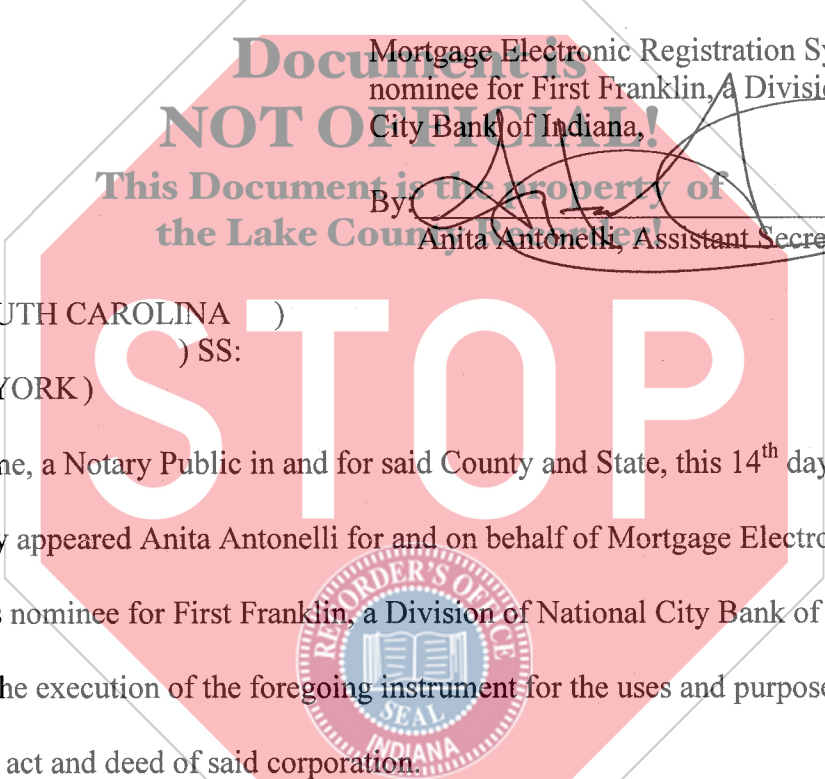 Document is
NOT OFFICIAL!
This Document is the property of
the Lake County Recorder!
Mortgage Electronic Registration Sy
nominee for First Franklin, a Divisi
City Bank of Indiana,
By:
Anita Antonelli, Assistant Secre
UTH CAROLINA )
) SS:
YORK )
ne, a Notary Public in and for said County and State, this 14th day
y appeared Anita Antonelli for and on behalf of Mortgage Electro
s nominee for First Franklin, a Division of National City Bank of
he execution of the foregoing instrument for the uses and purpose
act and deed of said corporation.
STOP
RECORDER'S OFFICE
SEAL
INDIANA